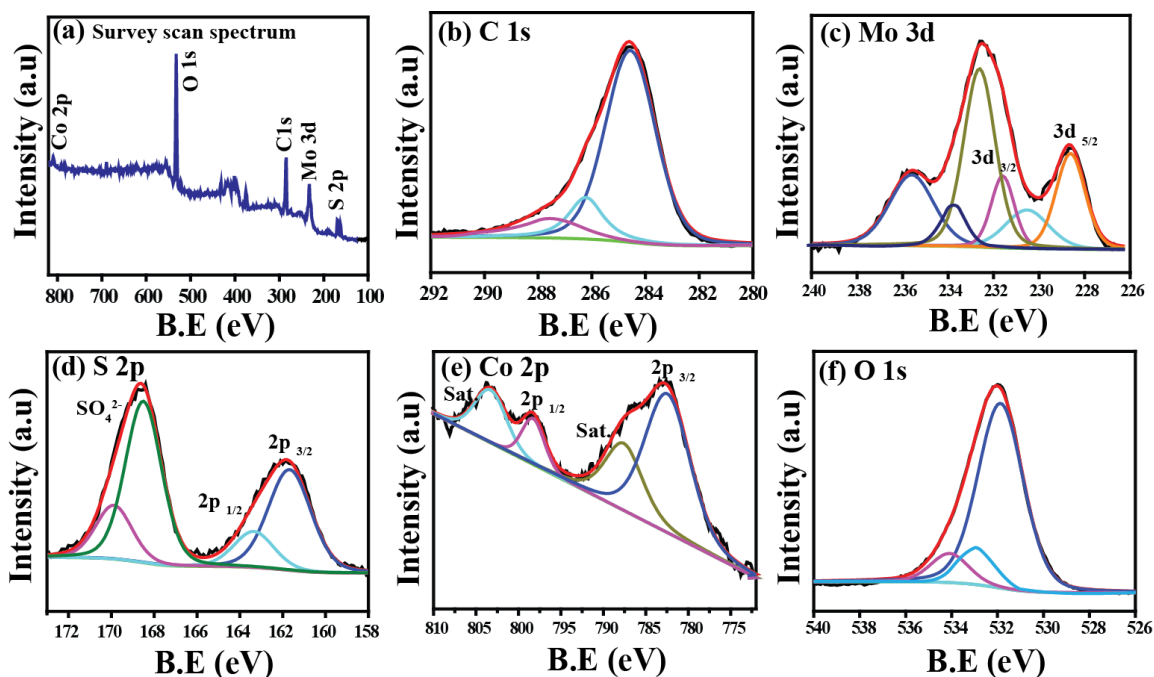 (a) Survey scan spectrum
Co 2p
O 1s
C1s
Mo 3d
S 2p
Intensity (a.u)
800 700 600 500 400 300 200 100
B.E (eV)
(b) C 1s
Intensity (a.u)
292 290 288 286 284 282 280
B.E (eV)
(c) Mo 3d
3d 3/2
3d 5/2
Intensity (a.u)
240 238 236 234 232 230 228 226
B.E (eV)
(d) S 2p
SO₄²⁻
2p 1/2
2p 3/2
Intensity (a.u)
172 170 168 166 164 162 160 158
B.E (eV)
(e) Co 2p
Sat.
2p 1/2
Sat.
2p 3/2
Intensity (a.u)
810 805 800 795 790 785 780 775
B.E (eV)
(f) O 1s
Intensity (a.u)
540 538 536 534 532 530 528 526
B.E (eV)